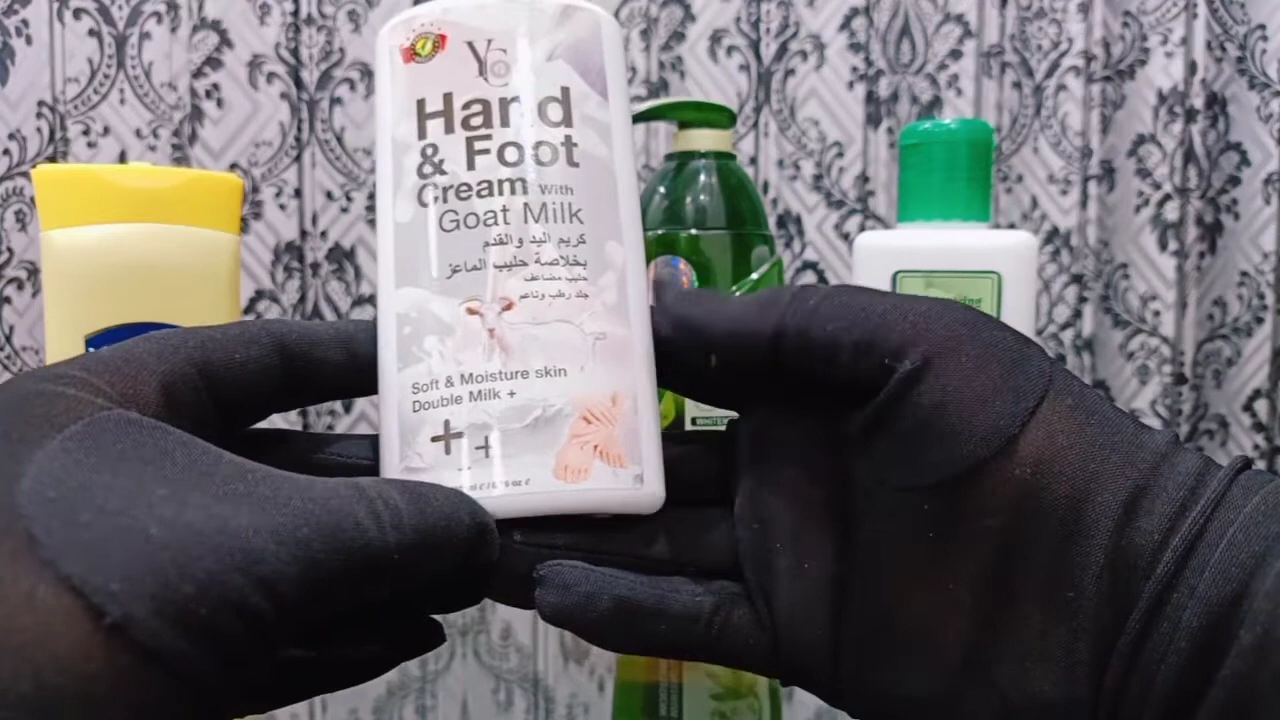 YC
Hand
& Foot
Cream With
Goat Milk
كريم اليد والقدم
بخلاصة حليب الماعز
حليب مضاعف
جلد رطب وناعم
Soft & Moisture skin
Double Milk +